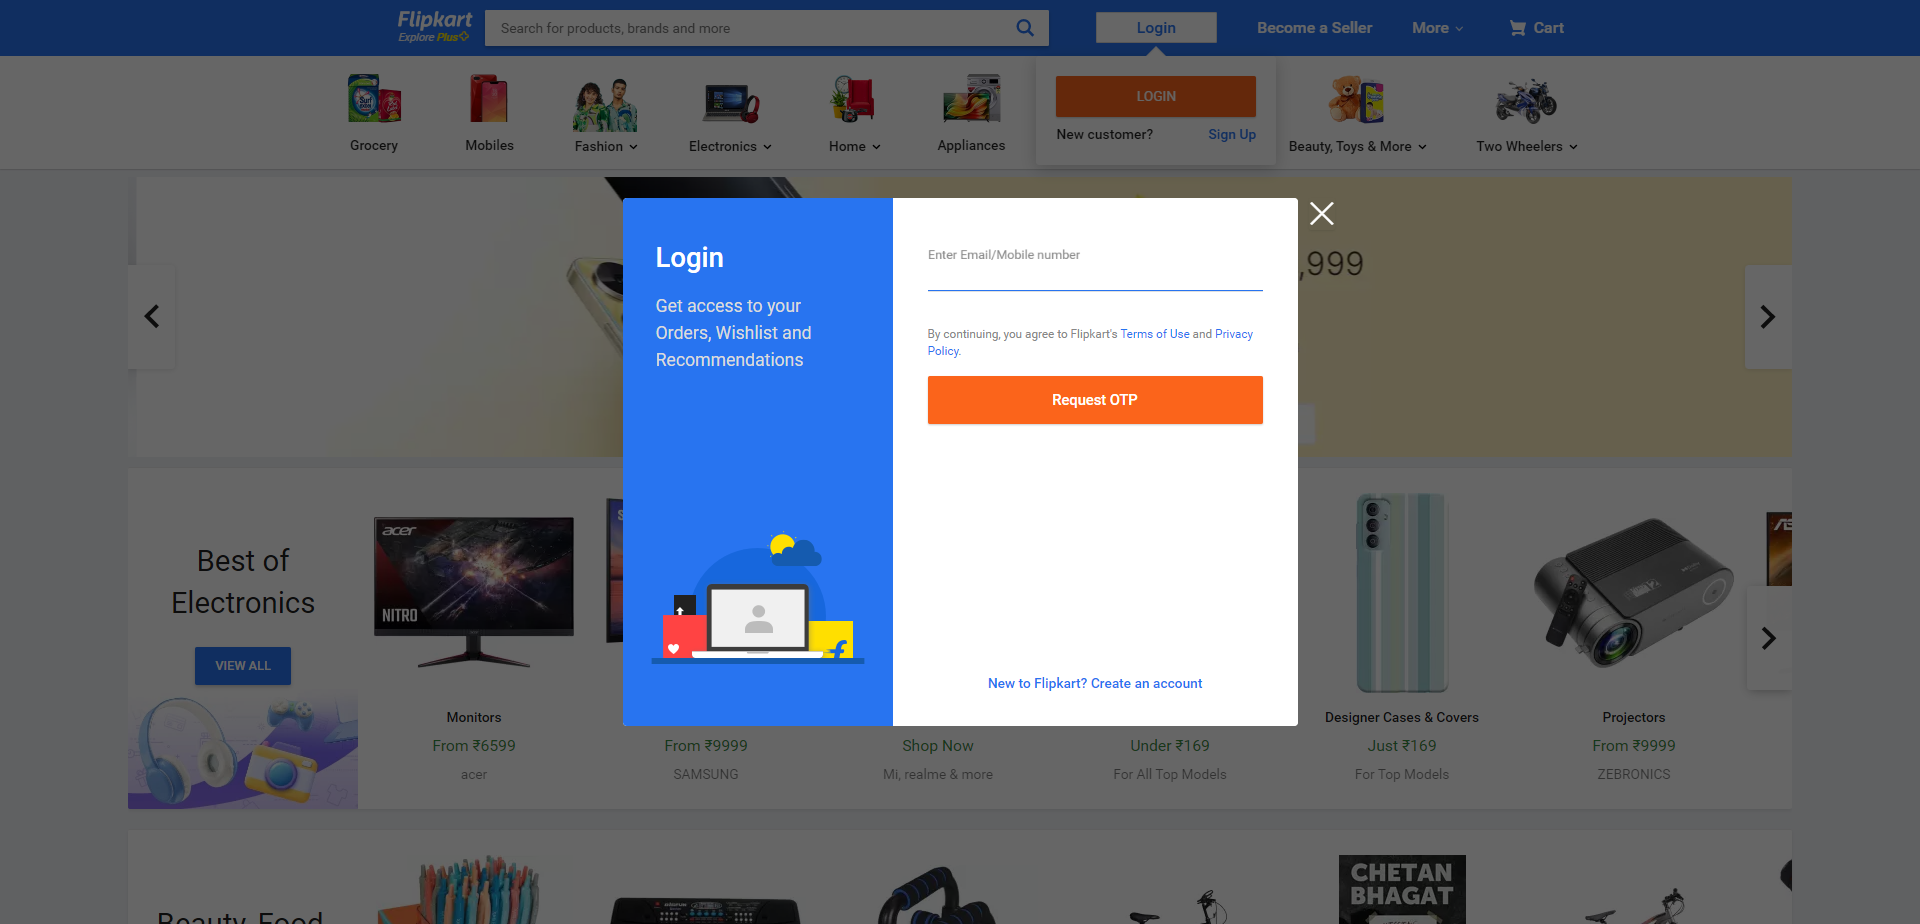 Flipkart
Explore Plus
Search for products, brands and more
Login
Become a Seller
More
Cart
LOGIN
New customer?
Sign Up
Grocery
Mobiles
Fashion
Electronics
Home
Appliances
Beauty, Toys & More
Two Wheelers
,999
Login
Get access to your
Orders, Wishlist and
Recommendations
Enter Email/Mobile number
By continuing, you agree to Flipkart's Terms of Use and Privacy
Policy.
Request OTP
New to Flipkart? Create an account
Best of
Electronics
VIEW ALL
acer
NITRO
Monitors
From ₹6599
acer
From ₹9999
SAMSUNG
Shop Now
Mi, realme & more
Under ₹169
For All Top Models
Designer Cases & Covers
Just ₹169
For Top Models
Projectors
From ₹9999
ZEBRONICS
Beauty, Food
CHETAN
BHAGAT